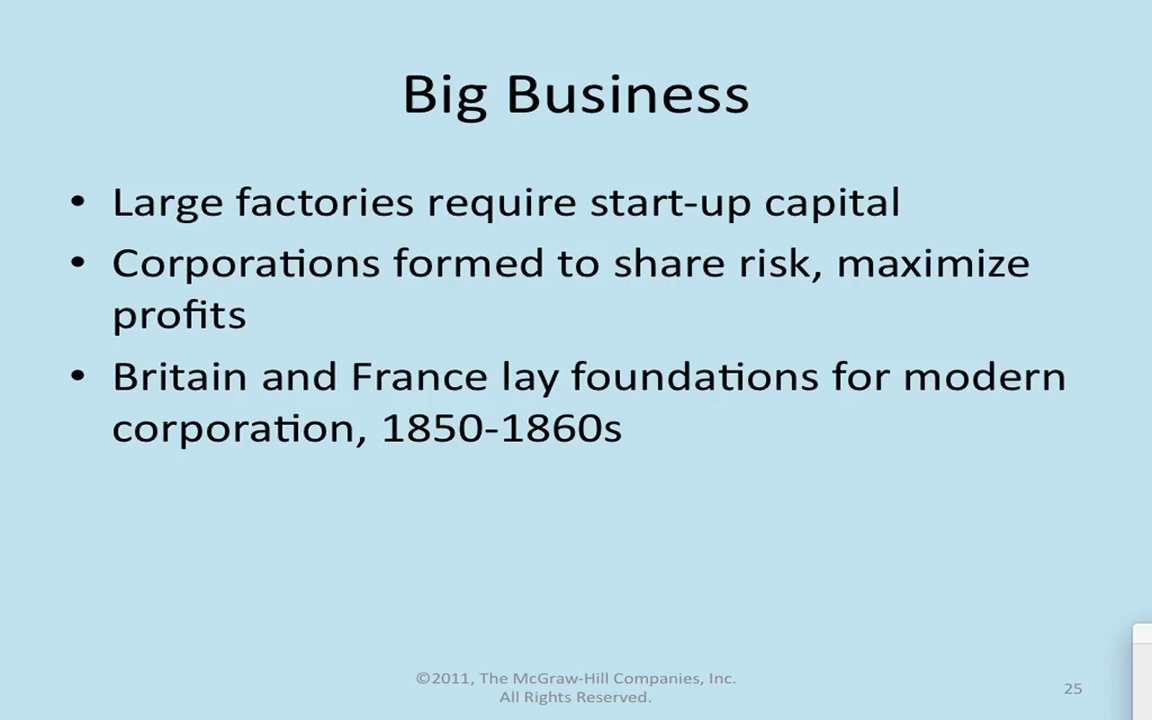 Big Business
• Large factories require start-up capital
• Corporations formed to share risk, maximize
profits
• Britain and France lay foundations for modern
corporation, 1850-1860s
©2011, The McGraw-Hill Companies, Inc.
All Rights Reserved.
25